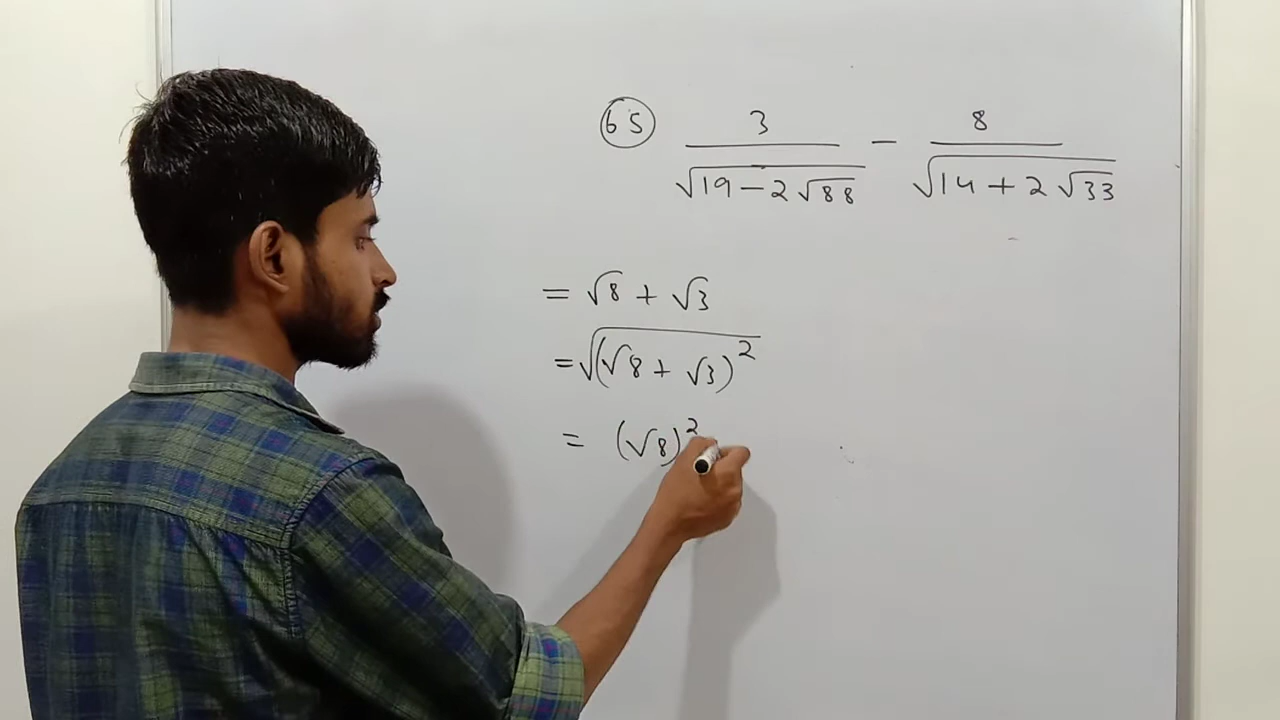 65 3/√(19 - 2√88) - 8/√(14 + 2√33)
= √8 + √3
= √(√8 + √3)²
= (√8)²